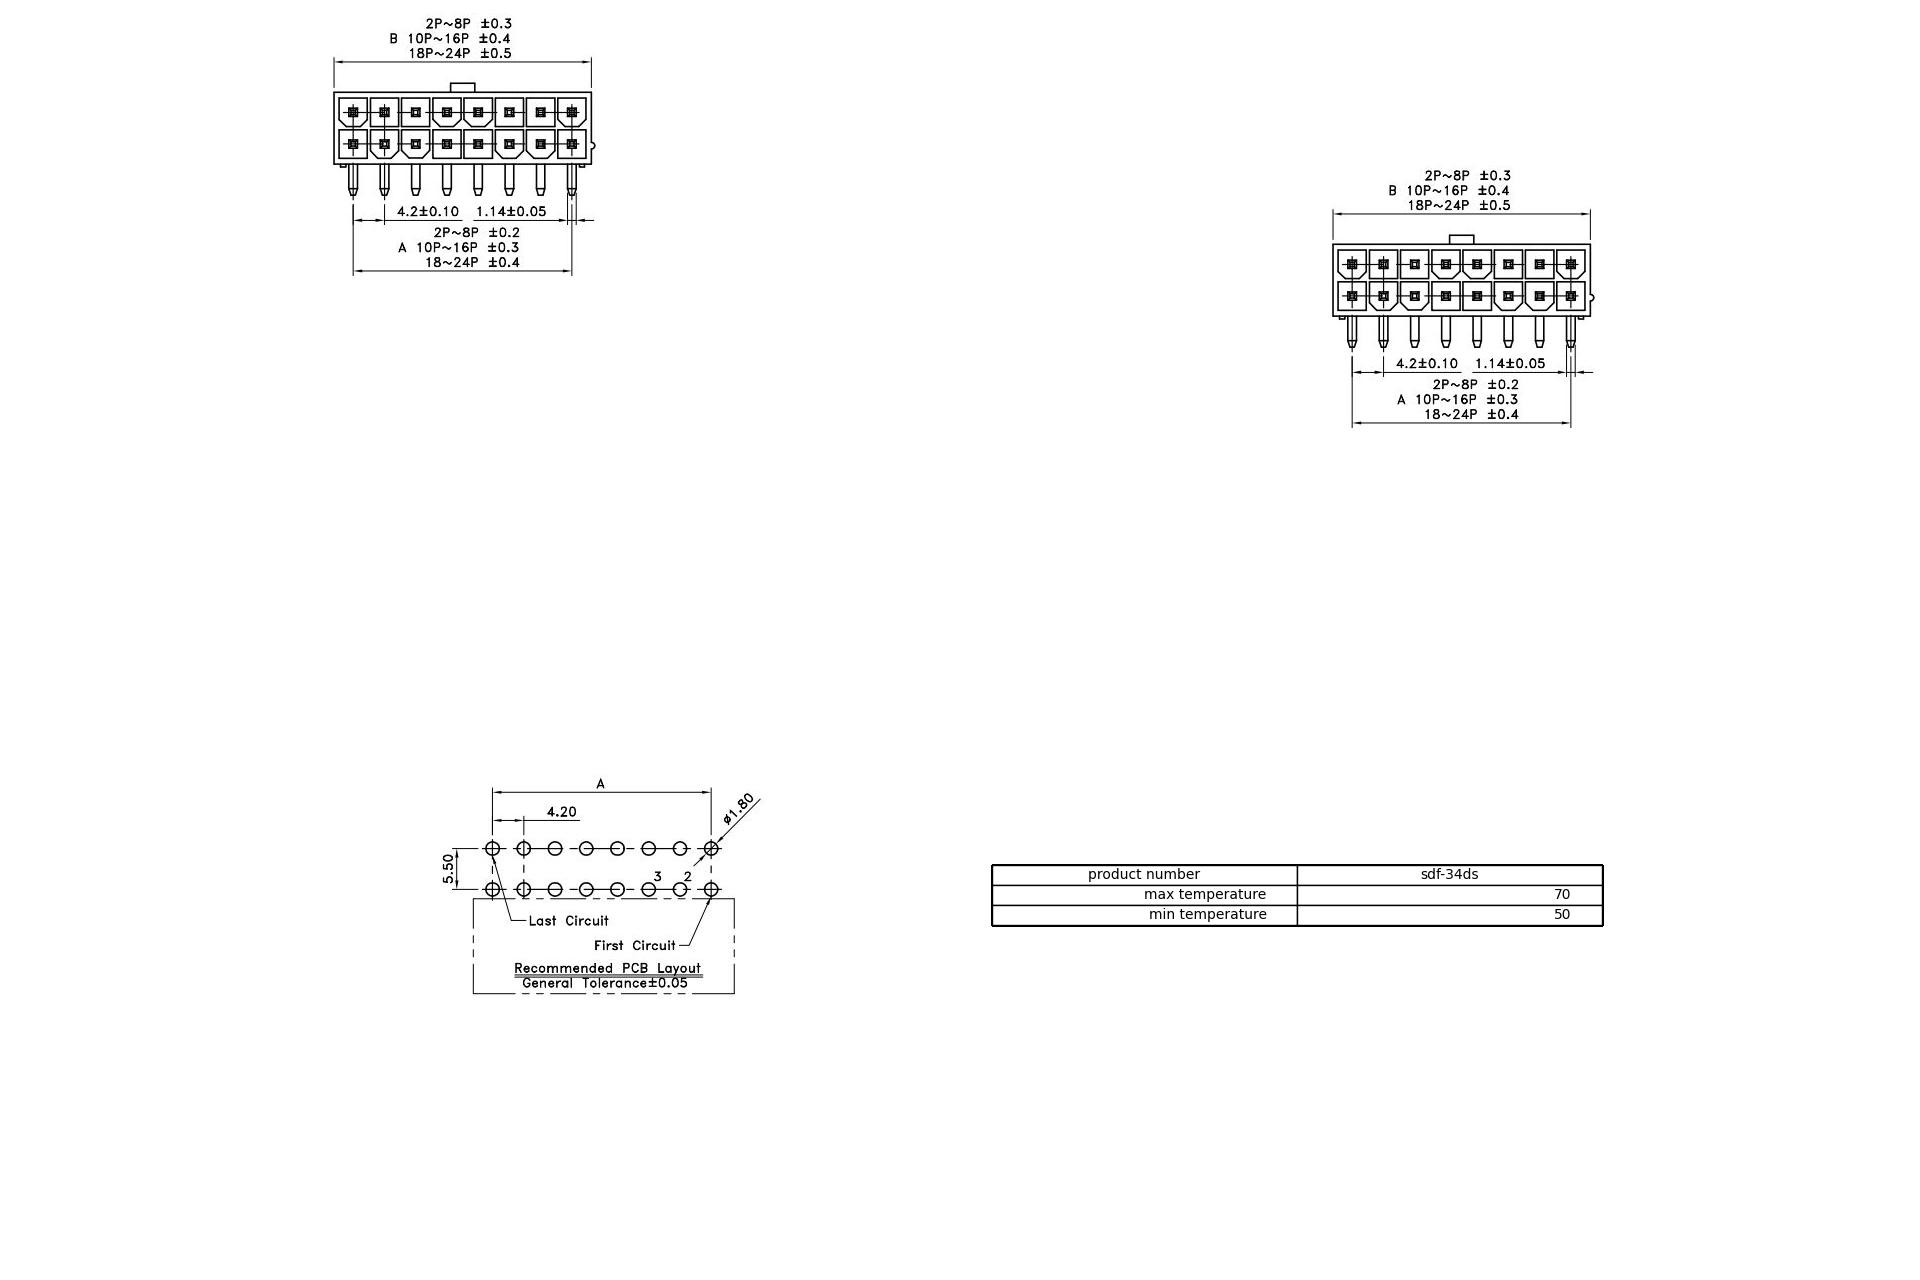 2P~8P ±0.3
B 10P~16P ±0.4
18P~24P ±0.5
4.2±0.10 1.14±0.05
2P~8P ±0.2
A 10P~16P ±0.3
18~24P ±0.4
2P~8P ±0.3
B 10P~16P ±0.4
18P~24P ±0.5
4.2±0.10 1.14±0.05
2P~8P ±0.2
A 10P~16P ±0.3
18~24P ±0.4
A
4.20
ø1.80
5.50
3 2
Last Circuit
First Circuit
Recommended PCB Layout
General Tolerance±0.05
product number sdf-34ds
max temperature 70
min temperature 50